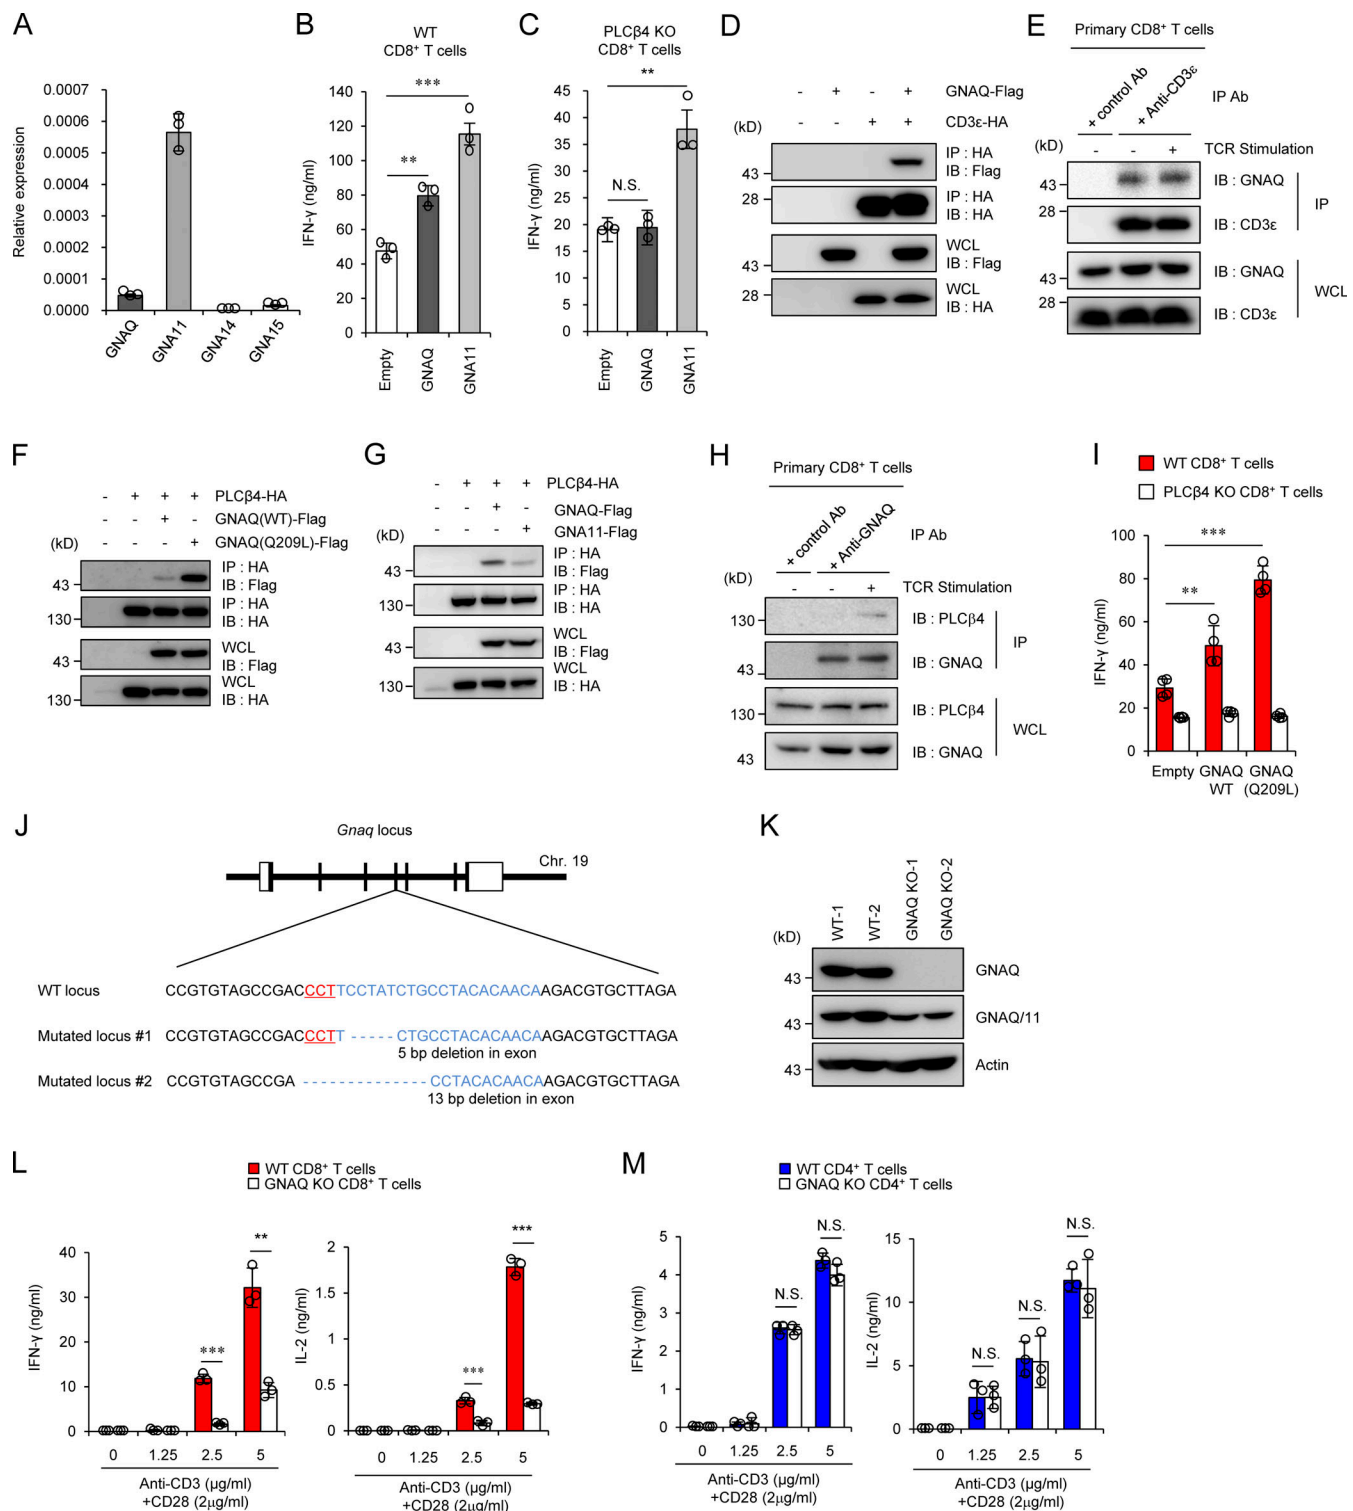 A
Relative expression
0.0007
0.0006
0.0005
0.0004
0.0003
0.0002
0.0001
0.0000
GNAQ
GNA11
GNA14
GNA15
B
WT
CD8+ T cells
***
**
IFN-γ (ng/ml)
140
120
100
80
60
40
20
0
Empty
GNAQ
GNA11
C
PLCβ4 KO
CD8+ T cells
**
N.S.
IFN-γ (ng/ml)
45
40
35
30
25
20
15
10
5
0
Empty
GNAQ
GNA11
D
- + - + GNAQ-Flag
- - + + CD3ε-HA
(kD)
43
IP : HA
IB : Flag
28
IP : HA
IB : HA
43
WCL
IB : Flag
28
WCL
IB : HA
E
Primary CD8+ T cells
+ control Ab
+ Anti-CD3ε
IP Ab
(kD)
- - + TCR Stimulation
43
IB : GNAQ
28
IB : CD3ε
IP
43
IB : GNAQ
28
IB : CD3ε
WCL
F
- + + + PLCβ4-HA
- - + - GNAQ(WT)-Flag
- - - + GNAQ(Q209L)-Flag
(kD)
43
IP : HA
IB : Flag
130
IP : HA
IB : HA
43
WCL
IB : Flag
130
WCL
IB : HA
G
- + + + PLCβ4-HA
- - + - GNAQ-Flag
- - - + GNA11-Flag
(kD)
43
IP : HA
IB : Flag
130
IP : HA
IB : HA
43
WCL
IB : Flag
130
WCL
IB : HA
H
Primary CD8+ T cells
+ control Ab
+ Anti-GNAQ
IP Ab
(kD)
- - + TCR Stimulation
130
IB : PLCβ4
43
IB : GNAQ
IP
130
IB : PLCβ4
43
IB : GNAQ
WCL
I
WT CD8+ T cells
PLCβ4 KO CD8+ T cells
***
**
IFN-γ (ng/ml)
100
80
60
40
20
0
Empty
GNAQ
WT
GNAQ
(Q209L)
J
Gnaq locus
Chr. 19
WT locus CCGTGTAGCCGACCCTTCCTATCTGCCTACACAACAAGACGTGCTTAGA
Mutated locus #1 CCGTGTAGCCGACCCTT-----CTGCCTACACAACAAGACGTGCTTAGA
5 bp deletion in exon
Mutated locus #2 CCGTGTAGCCGA-------------CCTACACAACAAGACGTGCTTAGA
13 bp deletion in exon
K
WT-1
WT-2
GNAQ KO-1
GNAQ KO-2
(kD)
43
GNAQ
43
GNAQ/11
43
Actin
L
WT CD8+ T cells
GNAQ KO CD8+ T cells
IFN-γ (ng/ml)
40
30
20
10
0
***
**
0 1.25 2.5 5
Anti-CD3 (μg/ml)
+CD28 (2μg/ml)
IL-2 (ng/ml)
2
1.5
1
0.5
0
***
***
0 1.25 2.5 5
Anti-CD3 (μg/ml)
+CD28 (2μg/ml)
M
WT CD4+ T cells
GNAQ KO CD4+ T cells
IFN-γ (ng/ml)
5
4
3
2
1
0
N.S.
N.S.
0 1.25 2.5 5
Anti-CD3 (μg/ml)
+CD28 (2μg/ml)
IL-2 (ng/ml)
15
10
5
0
N.S.
N.S.
N.S.
0 1.25 2.5 5
Anti-CD3 (μg/ml)
+CD28 (2μg/ml)